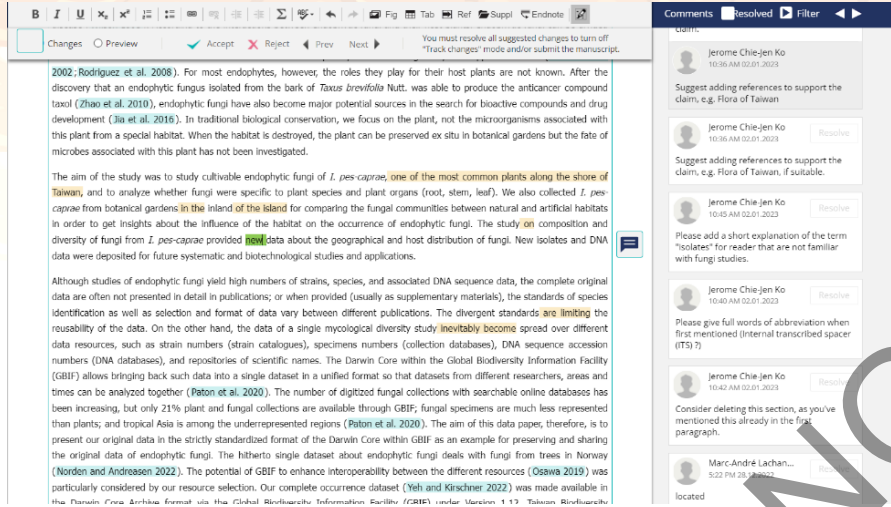 B I U Xₓ Xˣ Σ ABC Fig Tab Ref Suppl Endnote
Changes Preview Accept Reject Prev Next
You must resolve all suggested changes to turn off
"Track changes" mode and/or submit the manuscript.
2002; Rodriguez et al. 2008). For most endophytes, however, the roles they play for their host plants are not known. After the
discovery that an endophytic fungus isolated from the bark of Taxus brevifolia Nutt. was able to produce the anticancer compound
taxol (Zhao et al. 2010), endophytic fungi have also become major potential sources in the search for bioactive compounds and drug
development (Jia et al. 2016). In traditional biological conservation, we focus on the plant, not the microorganisms associated with
this plant from a special habitat. When the habitat is destroyed, the plant can be preserved ex situ in botanical gardens but the fate of
microbes associated with this plant has not been investigated.
The aim of the study was to study cultivable endophytic fungi of I. pes-caprae, one of the most common plants along the shore of
Taiwan, and to analyze whether fungi were specific to plant species and plant organs (root, stem, leaf). We also collected I. pes-
caprae from botanical gardens in the inland of the island for comparing the fungal communities between natural and artificial habitats
in order to get insights about the influence of the habitat on the occurrence of endophytic fungi. The study on composition and
diversity of fungi from I. pes-caprae provided new data about the geographical and host distribution of fungi. New isolates and DNA
data were deposited for future systematic and biotechnological studies and applications.
Although studies of endophytic fungi yield high numbers of strains, species, and associated DNA sequence data, the complete original
data are often not presented in detail in publications; or when provided (usually as supplementary materials), the standards of species
identification as well as selection and format of data vary between different publications. The divergent standards are limiting the
reusability of the data. On the other hand, the data of a single mycological diversity study inevitably become spread over different
data resources, such as strain numbers (strain catalogues), specimens numbers (collection databases), DNA sequence accession
numbers (DNA databases), and repositories of scientific names. The Darwin Core within the Global Biodiversity Information Facility
(GBIF) allows bringing back such data into a single dataset in a unified format so that datasets from different researchers, areas and
times can be analyzed together (Paton et al. 2020). The number of digitized fungal collections with searchable online databases has
been increasing, but only 21% plant and fungal collections are available through GBIF; fungal specimens are much less represented
than plants; and tropical Asia is among the underrepresented regions (Paton et al. 2020). The aim of this data paper, therefore, is to
present our original data in the strictly standardized format of the Darwin Core within GBIF as an example for preserving and sharing
the original data of endophytic fungi. The hitherto single dataset about endophytic fungi deals with fungi from trees in Norway
(Norden and Andreasen 2022). The potential of GBIF to enhance interoperability between the different resources (Osawa 2019) was
particularly considered by our resource selection. Our complete occurrence dataset (Yeh and Kirschner 2022) was made available in
the Darwin Core Archive format via the Global Biodiversity Information Facility (GBIF) under Version 1.12, Taiwan Biodiversity
Comments Resolved Filter
claim.
Jerome Chie-Jen Ko
10:36 AM 02.01.2023
Suggest adding references to support the
claim, e.g. Flora of Taiwan
Jerome Chie-Jen Ko
10:36 AM 02.01.2023
Resolve
Suggest adding references to support the
claim, e.g. Flora of Taiwan, if suitable.
Jerome Chie-Jen Ko
10:45 AM 02.01.2023
Resolve
Please add a short explanation of the term
"isolates" for reader that are not familiar
with fungi studies.
Jerome Chie-Jen Ko
10:40 AM 02.01.2023
Resolve
Please give full words of abbreviation when
first mentioned (Internal transcribed spacer
(ITS) ?)
Jerome Chie-Jen Ko
10:42 AM 02.01.2023
Resolve
Consider deleting this section, as you've
mentioned this already in the first
paragraph.
Marc-André Lachan...
5:22 PM 28.12.2022
Resolve
located